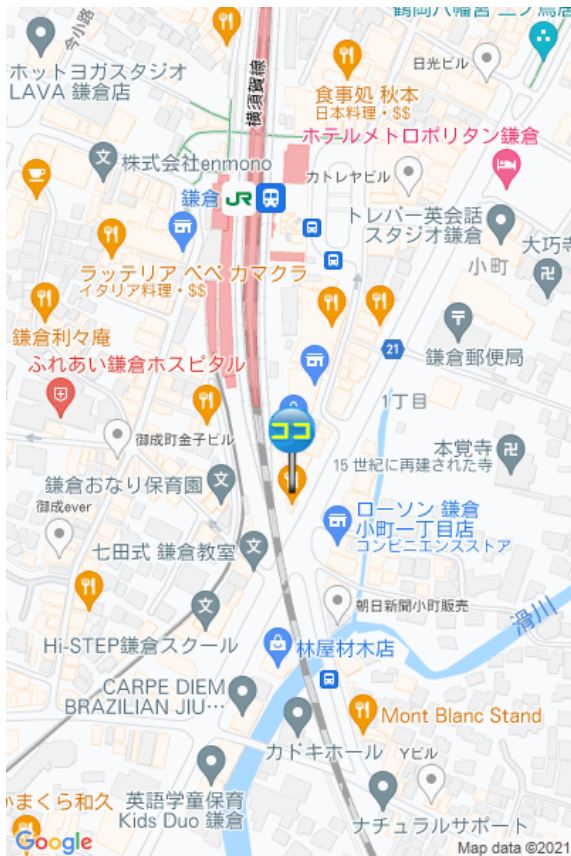 鶴岡八幡宮 二ノ鳥居
今小路
ホットヨガスタジオ
LAVA 鎌倉店
日光ビル
横須賀線
食事処 秋本
日本料理・$$
ホテルメトロポリタン鎌倉
株式会社enmono
カトレヤビル
鎌倉
JR
トレバー英会話
スタジオ鎌倉
大巧寺
小町
ラッテリア ベベ カマクラ
イタリア料理・$$
鎌倉利々庵
21
鎌倉郵便局
ふれあい鎌倉ホスピタル
1丁目
ココ
御成町金子ビル
本覚寺
15 世紀に再建された寺
鎌倉おなり保育園
御成ever
ローソン 鎌倉
小町一丁目店
コンビニエンスストア
七田式 鎌倉教室
朝日新聞小町販売
滑川
Hi-STEP鎌倉スクール
林屋材木店
CARPE DIEM
BRAZILIAN JIU…
Mont Blanc Stand
カドキホール
Yビル
かまくら和久
英語学童保育
Kids Duo 鎌倉
ナチュラルサポート
Google
Map data ©2021